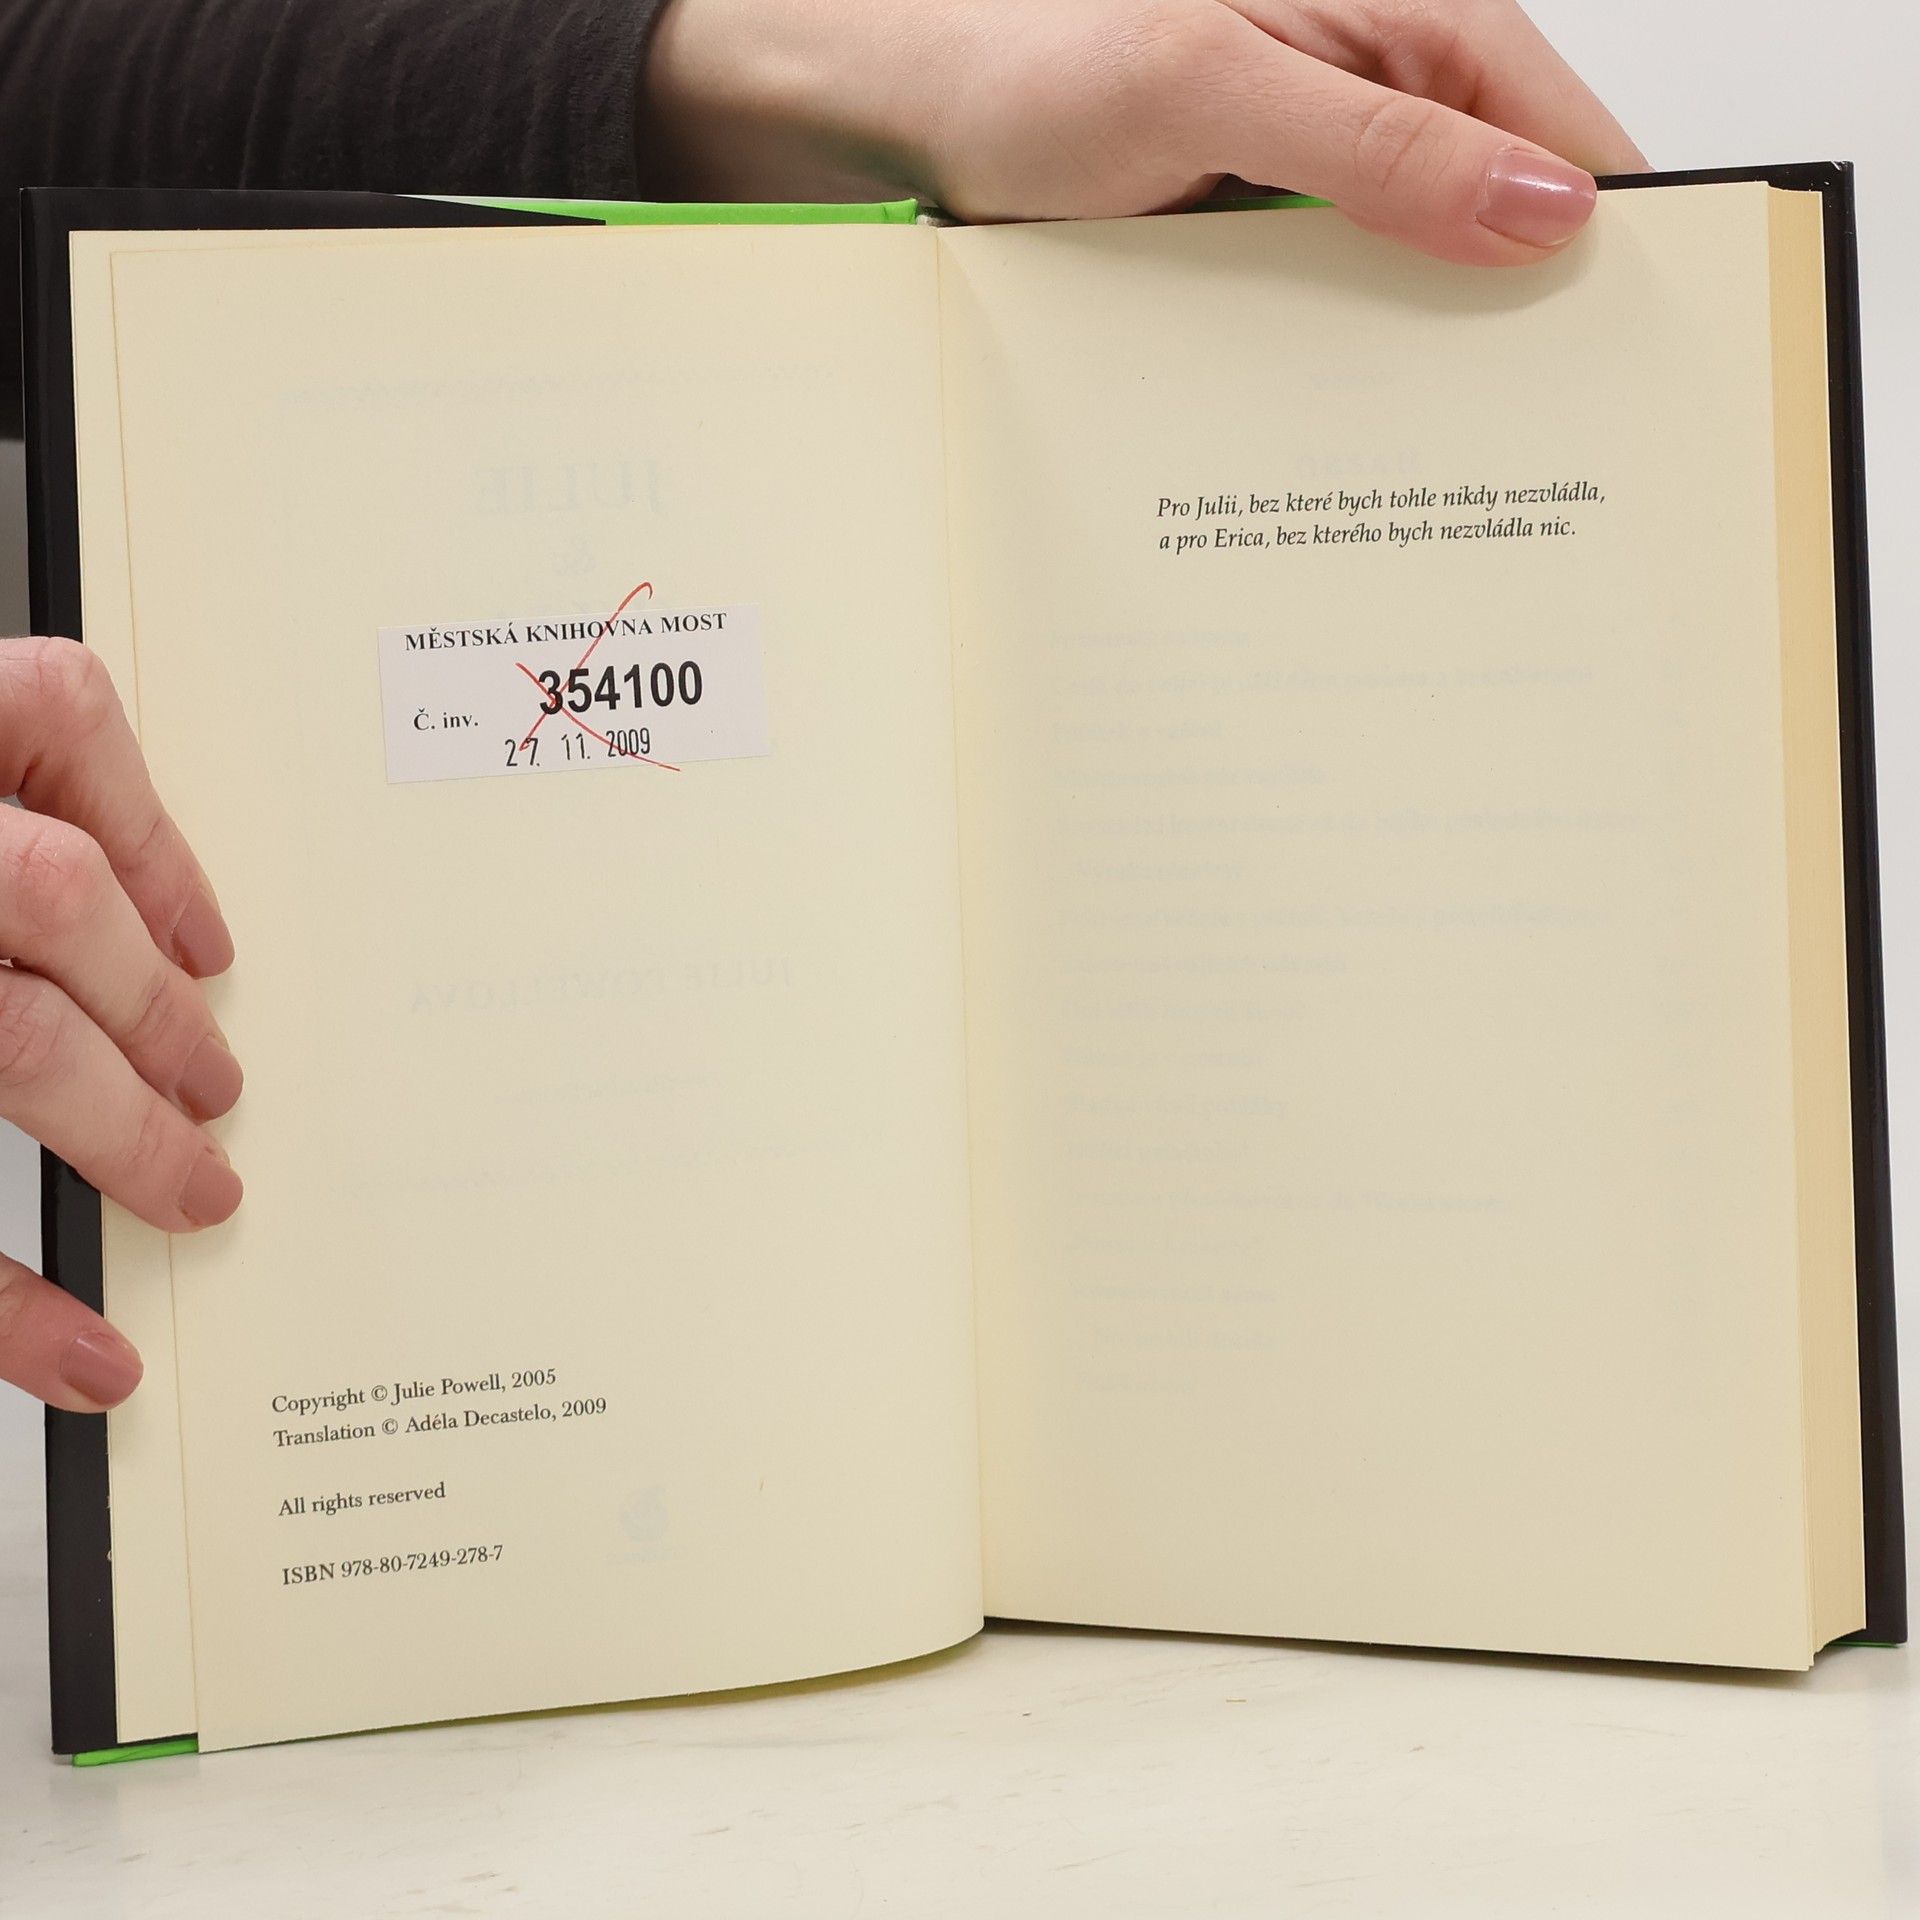 MĚSTSKÁ KNIHOVNA MOST
354100
Č. inv.
27. 11. 2009
Copyright © Julie Powell, 2005
Translation © Adéla Decastelo, 2009
All rights reserved
ISBN 978-80-7249-278-7
Pro Julii, bez které bych tohle nikdy nezvládla,
a pro Erica, bez kterého bych nezvládla nic.